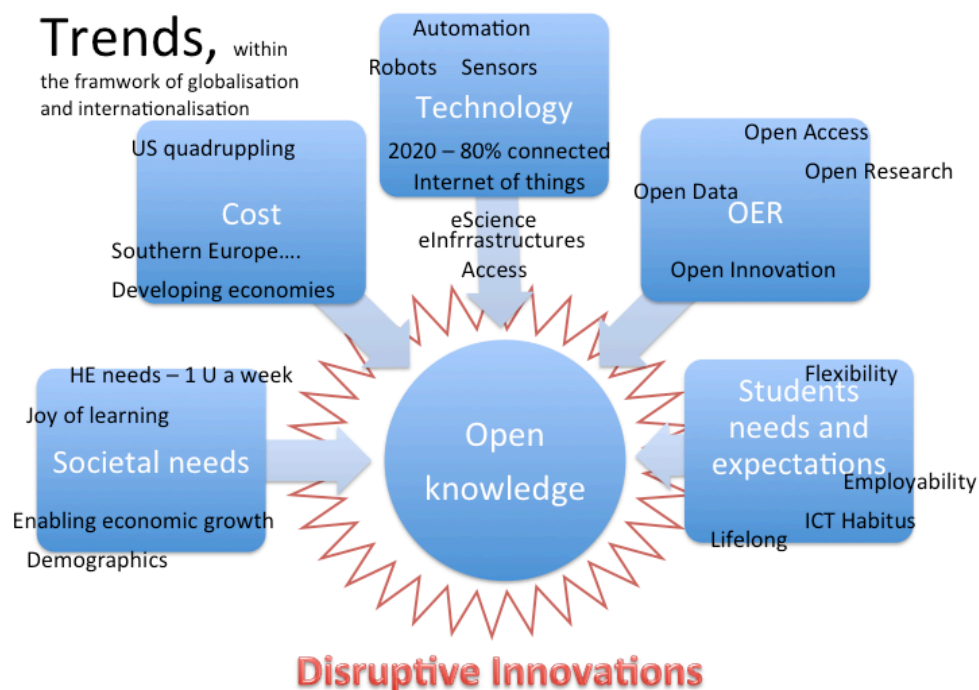 Trends, within
the framwork of globalisation
and internationalisation
Automation
Robots Sensors
Technology
2020 – 80% connected
Internet of things
eScience
eInfrrastructures
Access
US quadruppling
Cost
Southern Europe....
Developing economies
Open Access
Open Research
Open Data
OER
Open Innovation
HE needs – 1 U a week
Joy of learning
Societal needs
Enabling economic growth
Demographics
Open
knowledge
Flexibility
Students
needs and
expectations
Employability
ICT Habitus
Lifelong
Disruptive Innovations